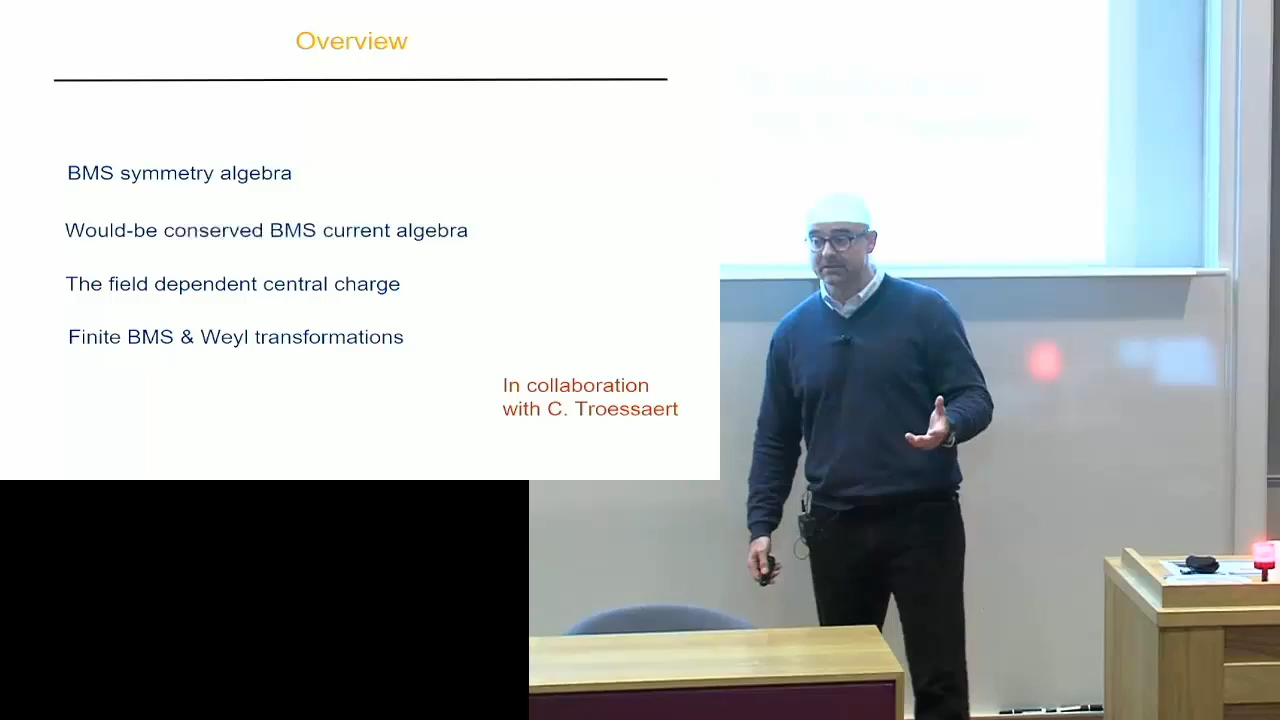 Overview
BMS symmetry algebra
Would-be conserved BMS current algebra
The field dependent central charge
Finite BMS & Weyl transformations
In collaboration
with C. Troessaert